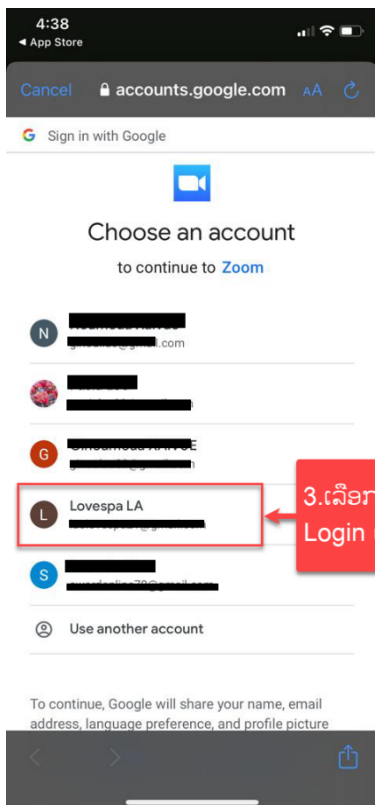 4:38
◀ App Store
Cancel accounts.google.com AA
G Sign in with Google
Choose an account
to continue to Zoom
N
.com
G
L
Lovespa LA
3.ເລືອກ
Login
S
Use another account
To continue, Google will share your name, email
address, language preference, and profile picture